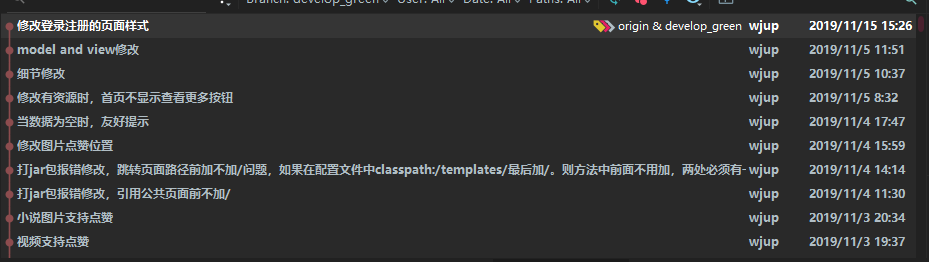 Branch: develop_green User: All Date: All Paths: All
修改登录注册的页面样式 origin & develop_green wjup 2019/11/15 15:26
model and view修改 wjup 2019/11/5 11:51
细节修改 wjup 2019/11/5 10:37
修改有资源时，首页不显示查看更多按钮 wjup 2019/11/5 8:32
当数据为空时，友好提示 wjup 2019/11/4 17:47
修改图片点赞位置 wjup 2019/11/4 15:59
打jar包报错修改，跳转页面路径前加不加/问题，如果在配置文件中classpath:/templates/最后加/。则方法中前面不用加，两处必须有一 wjup 2019/11/4 14:14
打jar包报错修改，引用公共页面前不加/ wjup 2019/11/4 11:30
小说图片支持点赞 wjup 2019/11/3 20:34
视频支持点赞 wjup 2019/11/3 19:37